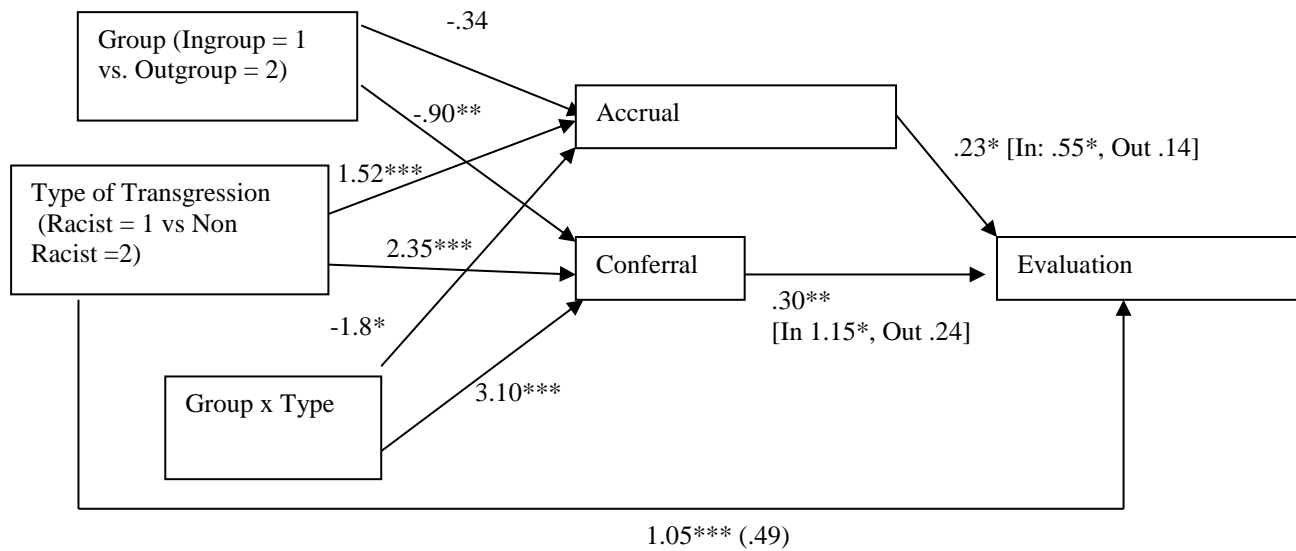 -.34
Group (Ingroup = 1
vs. Outgroup = 2)
-.90**
Accrual
.23* [In: .55*, Out .14]
1.52***
Type of Transgression
(Racist = 1 vs Non
Racist =2)
2.35***
Conferral
Evaluation
.30**
[In 1.15*, Out .24]
-1.8*
Group x Type
3.10***
1.05*** (.49)